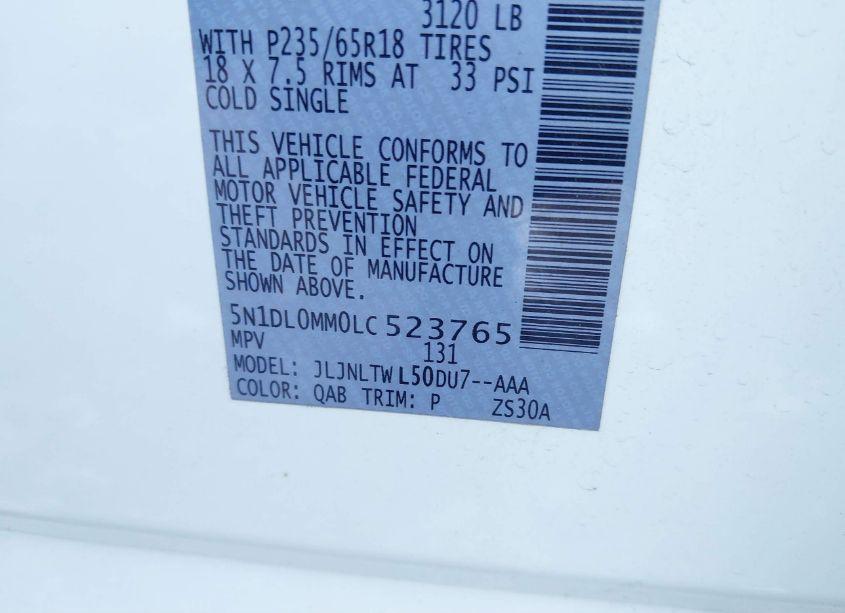 3120 LB
WITH P235/65R18 TIRES
18 X 7.5 RIMS AT 33 PSI
COLD SINGLE
THIS VEHICLE CONFORMS TO
ALL APPLICABLE FEDERAL
MOTOR VEHICLE SAFETY AND
THEFT PREVENTION
STANDARDS IN EFFECT ON
THE DATE OF MANUFACTURE
SHOWN ABOVE.
5N1DL0MM0LC523765
MPV 131
MODEL: JLJNLTWL50DU7--AAA
COLOR: QAB TRIM: P ZS30A